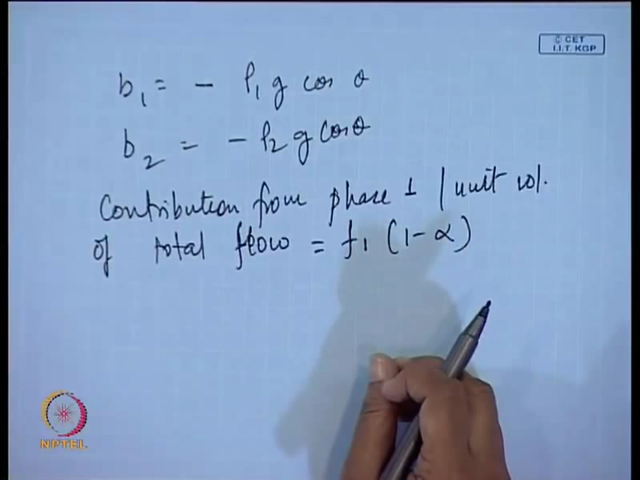 © CET
I.I.T. KGP
b₁ = - ρ₁ g cos θ
b₂ = - ρ₂ g cos θ
Contribution from phase 1 / unit vol.
of total flow = f₁ (1-α)
NPTEL